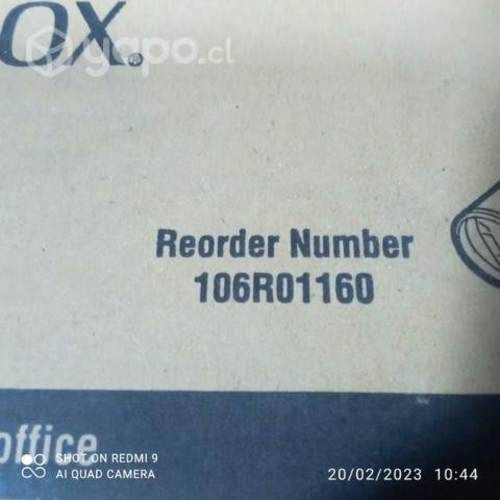 OX®
yapo.cl
Reorder Number
106R01160
office
SHOT ON REDMI 9
AI QUAD CAMERA
20/02/2023 10:44